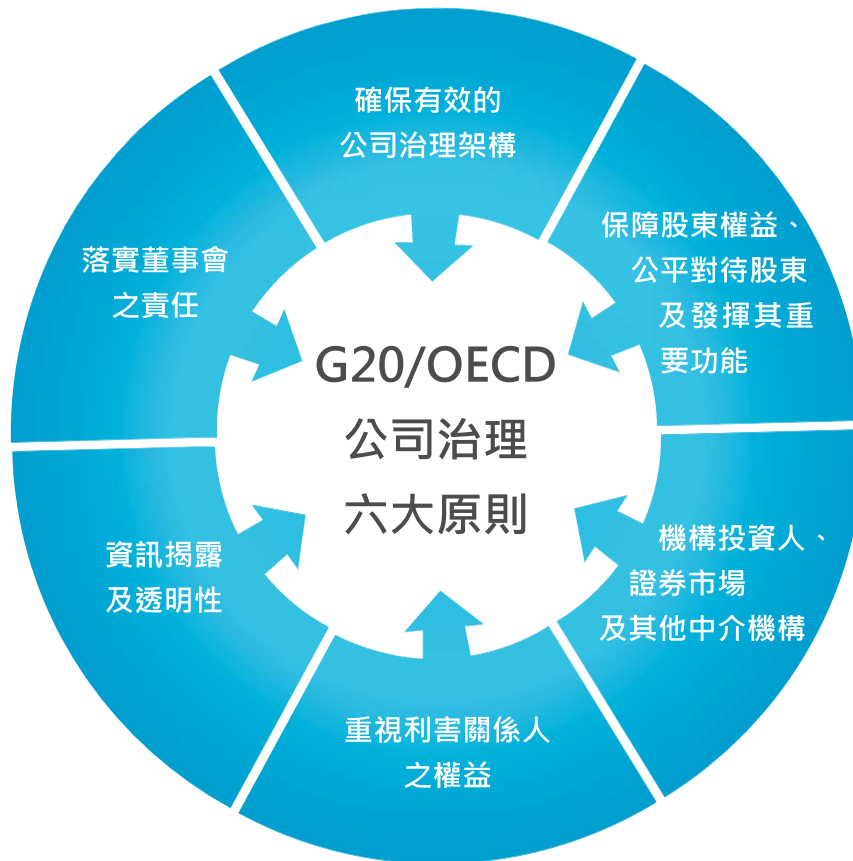 確保有效的
公司治理架構
保障股東權益、
公平對待股東
及發揮其重
要功能
機構投資人、
證券市場
及其他中介機構
重視利害關係人
之權益
資訊揭露
及透明性
落實董事會
之責任
G20/OECD
公司治理
六大原則